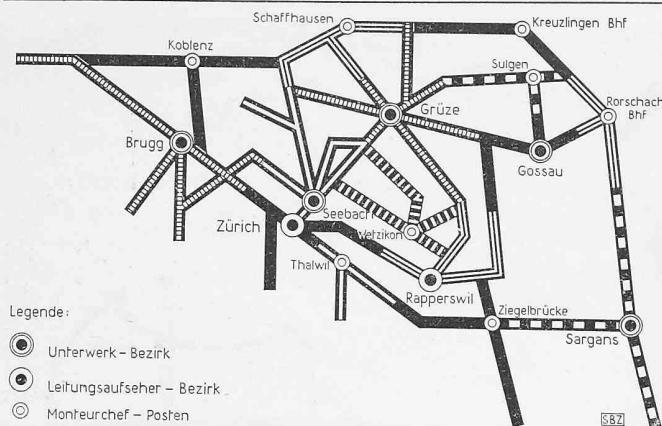 Schaffhausen
Kreuzlingen Bhf
Koblenz
Sulgen
Grüze
Rorschach
Bhf
Brugg
Gossau
Seebach
Zürich
Wetzikon
Thalwil
Rapperswil
Ziegelbrücke
Sargans
Legende:
Unterwerk – Bezirk
Leitungsaufseher – Bezirk
Monteurchef – Posten
SBZ